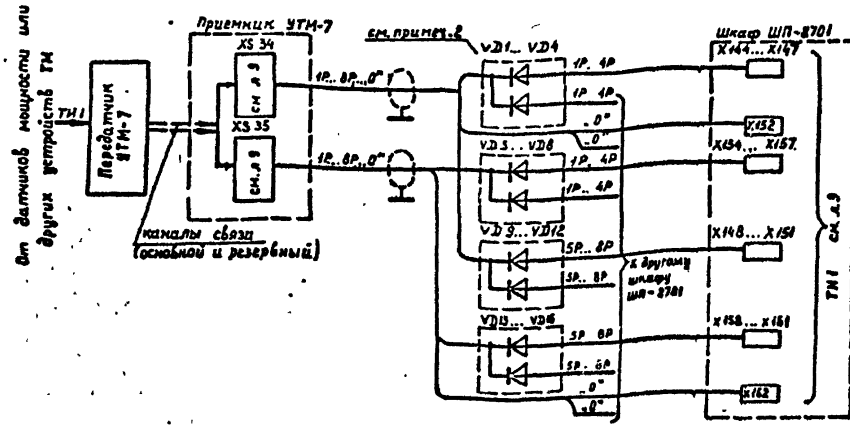 От датчиков мощности или
других устройств ТМ
ТИ1
Передатчик
УТМ-7
Приемник УТМ-7
XS 34
см. л 9
XS 35
см. л 9
каналы связи
(основной и резервный)
1Р... 8Р, „0"
1Р... 8Р, „0"
см. примеч. 2
VD1... VD4
1Р.. 4Р
1Р.. 4Р
„0"
„0"
VD5... VD8
1Р.. 4Р
1Р.. 4Р
VD9... VD12
5Р.. 8Р
5Р.. 8Р
VD13... VD16
5Р.. 8Р
5Р.. 8Р
„0"
„0"
к другому
шкафу
ШП-8701
Шкаф ШП-8701
X144... X147
X152
X154... X157
X148... X151
X158... X161
X162
ТИ1 см. л 9